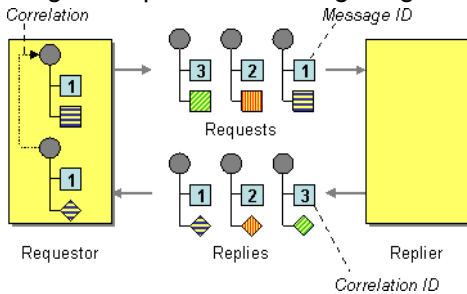 Correlation
Message ID
1
3
2
1
Requests
1
1
2
3
Requestor
Replies
Replier
Correlation ID